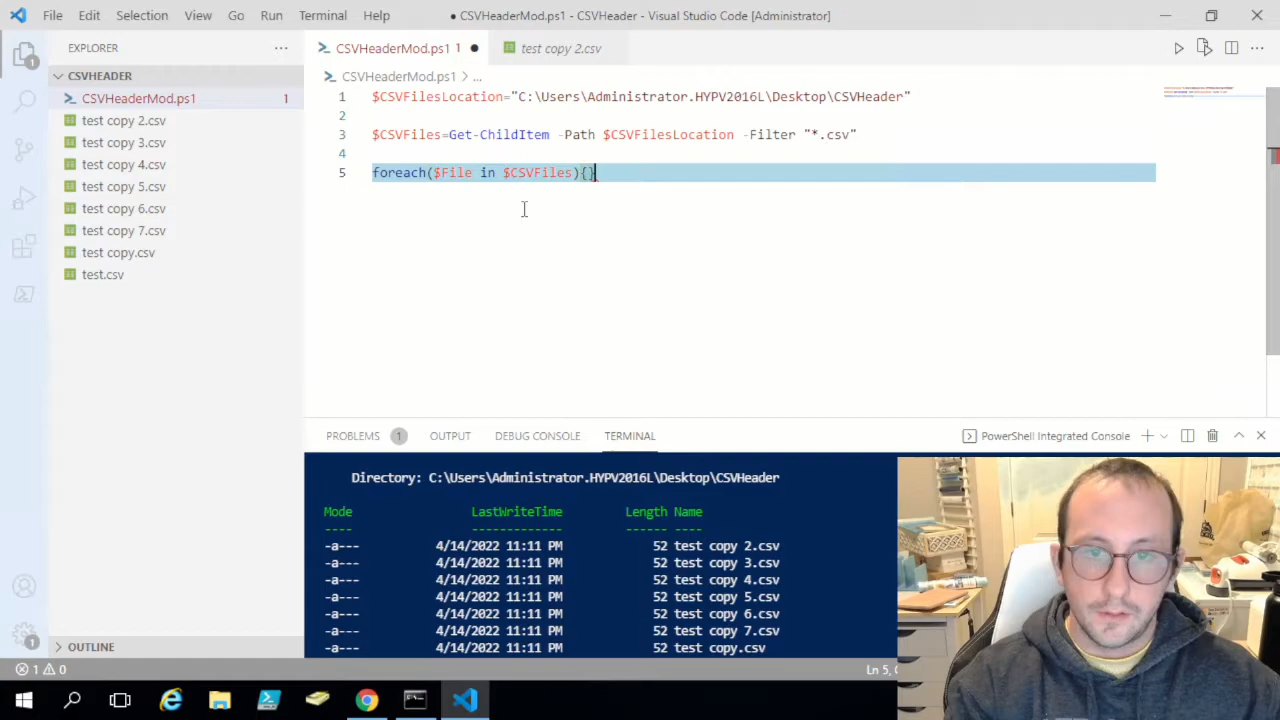 File Edit Selection View Go Run Terminal Help
● CSVHeaderMod.ps1 - CSVHeader - Visual Studio Code [Administrator]
EXPLORER
CSVHEADER
CSVHeaderMod.ps1 1
test copy 2.csv
test copy 3.csv
test copy 4.csv
test copy 5.csv
test copy 6.csv
test copy 7.csv
test copy.csv
test.csv
OUTLINE
1
1
CSVHeaderMod.ps1 1 ●
test copy 2.csv
CSVHeaderMod.ps1 > ...
1 $CSVFilesLocation="C:\Users\Administrator.HYPV2016L\Desktop\CSVHeader"
2
3 $CSVFiles=Get-ChildItem -Path $CSVFilesLocation -Filter "*.csv"
4
5 foreach($File in $CSVFiles){}
PROBLEMS 1 OUTPUT DEBUG CONSOLE TERMINAL
PowerShell Integrated Console
Directory: C:\Users\Administrator.HYPV2016L\Desktop\CSVHeader
Mode LastWriteTime Length Name
---- ------------- ------ ----
-a--- 4/14/2022 11:11 PM 52 test copy 2.csv
-a--- 4/14/2022 11:11 PM 52 test copy 3.csv
-a--- 4/14/2022 11:11 PM 52 test copy 4.csv
-a--- 4/14/2022 11:11 PM 52 test copy 5.csv
-a--- 4/14/2022 11:11 PM 52 test copy 6.csv
-a--- 4/14/2022 11:11 PM 52 test copy 7.csv
-a--- 4/14/2022 11:11 PM 52 test copy.csv
1 0
Ln 5,